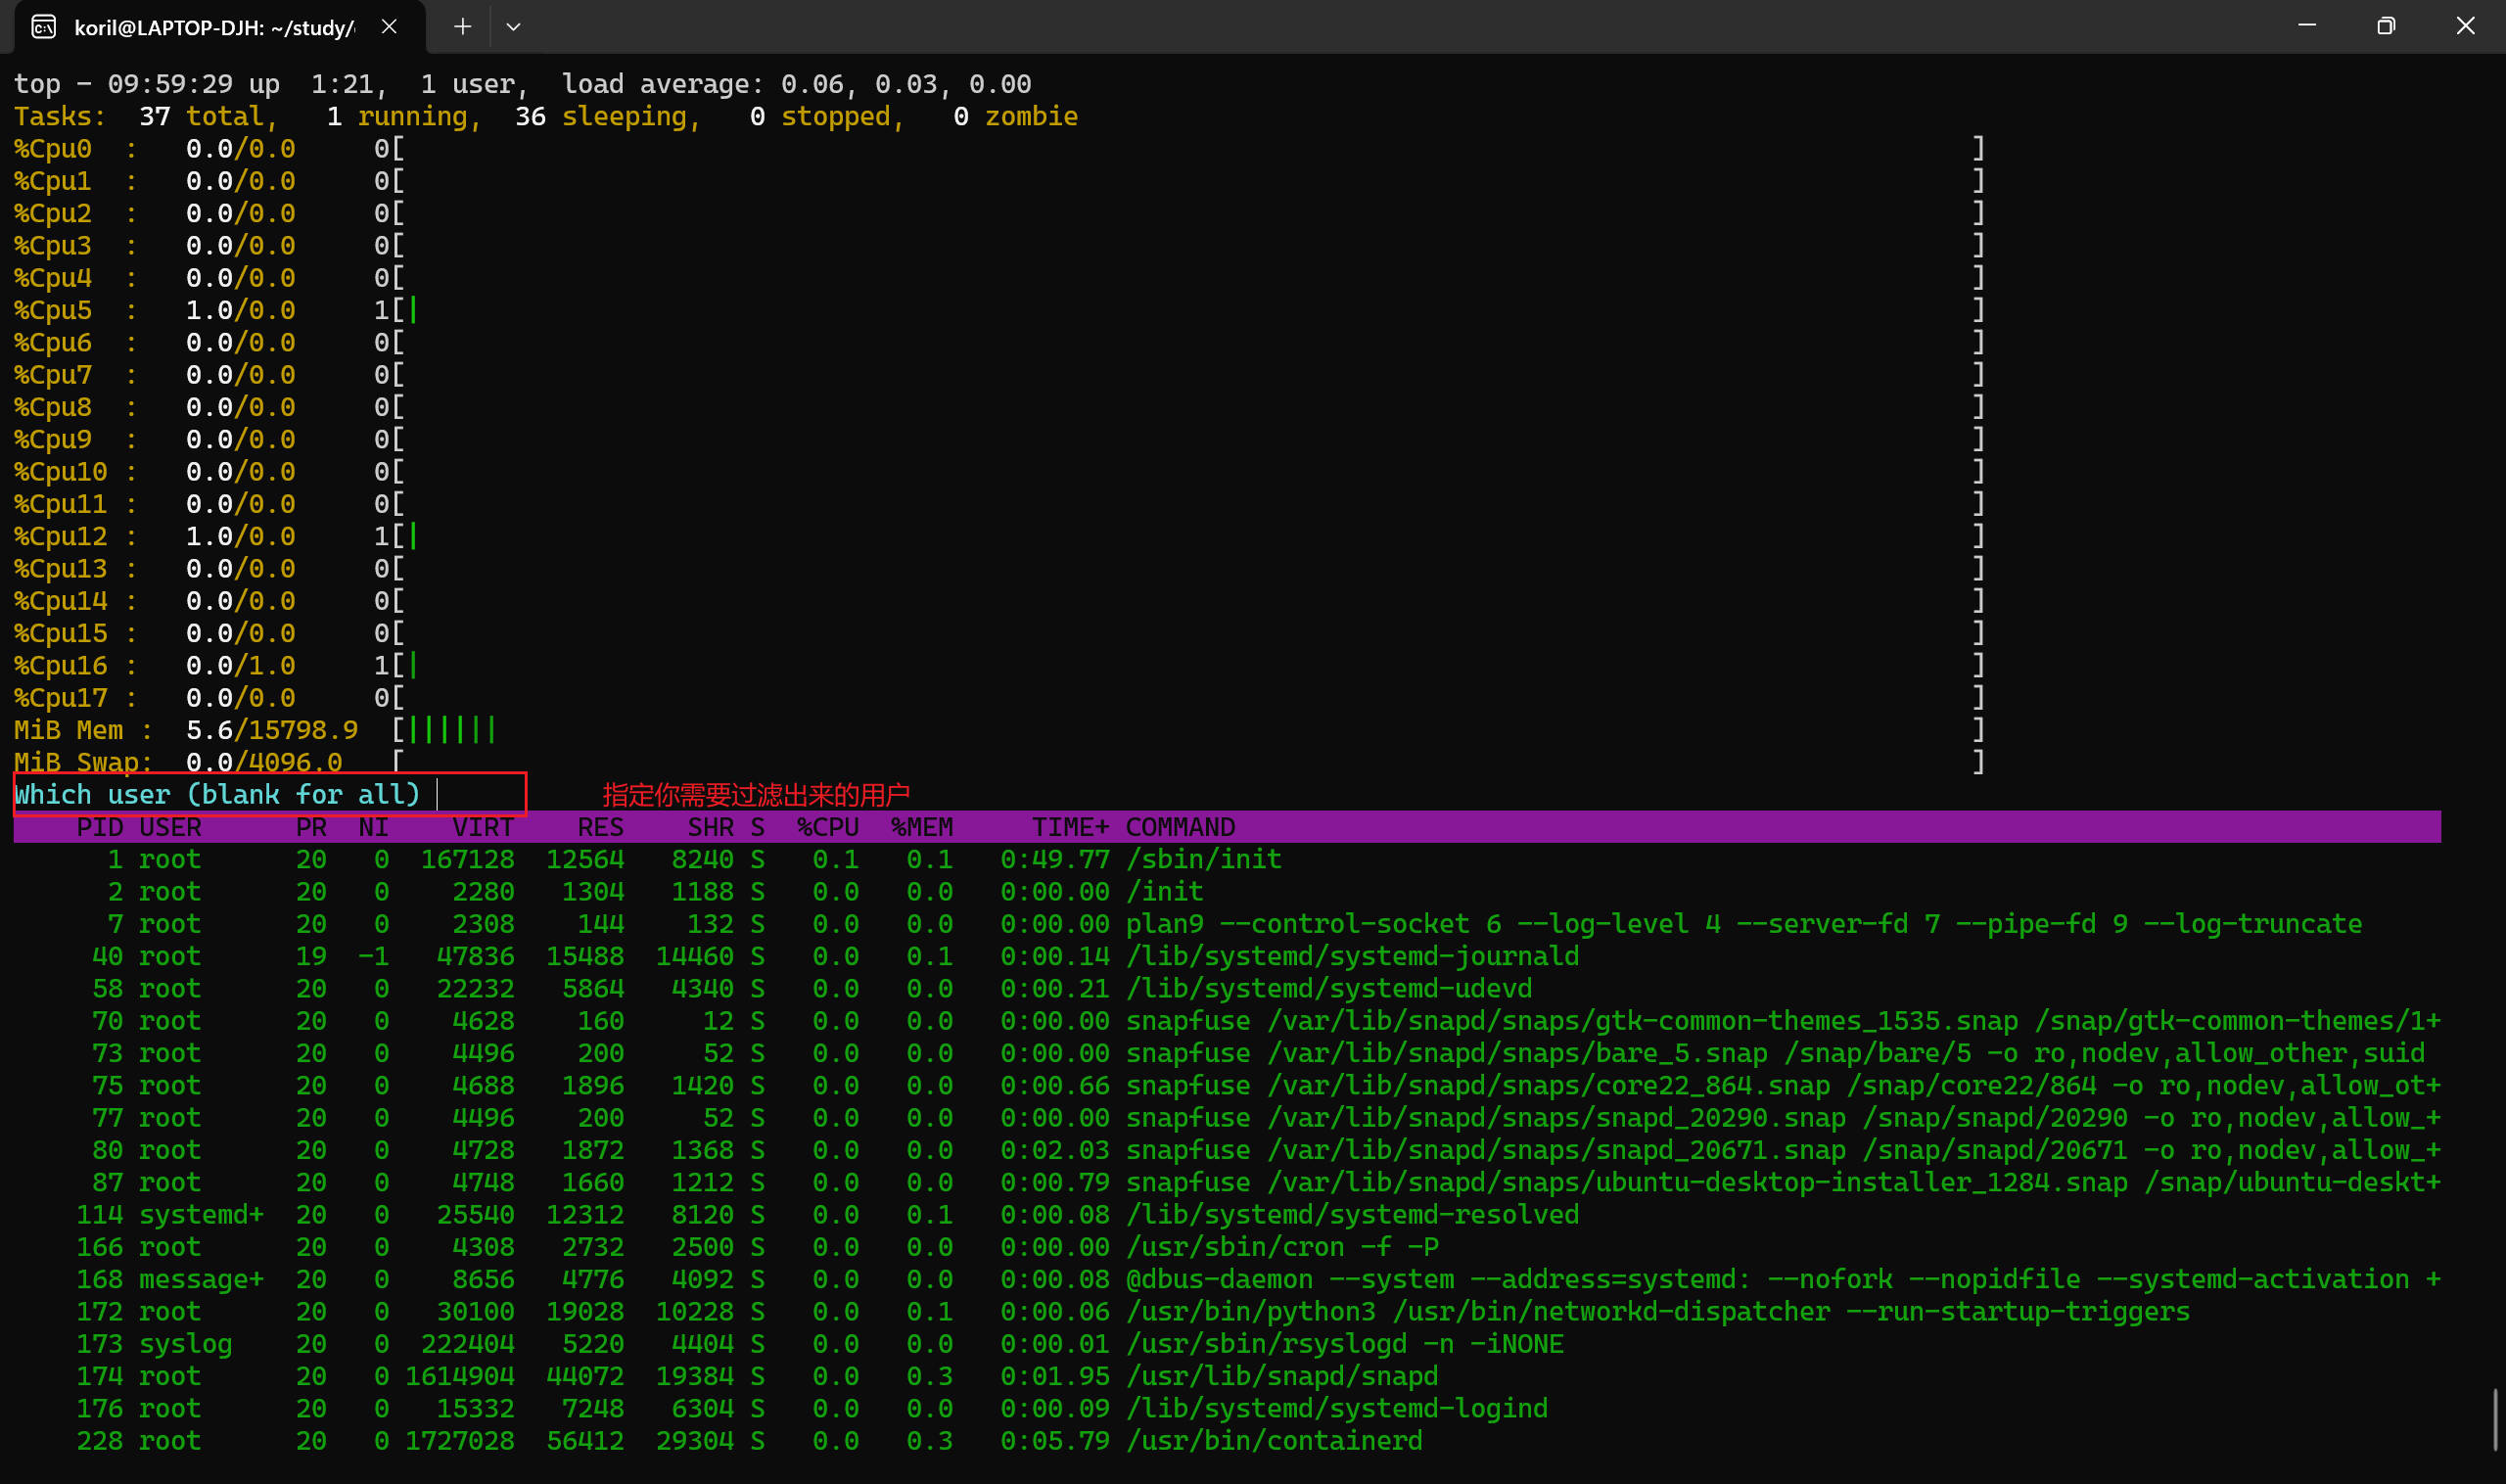 koril@LAPTOP-DJH: ~/study/
top - 09:59:29 up  1:21,  1 user,  load average: 0.06, 0.03, 0.00
Tasks:  37 total,   1 running,  36 sleeping,   0 stopped,   0 zombie
%Cpu0  :   0.0/0.0     0[ ]
%Cpu1  :   0.0/0.0     0[ ]
%Cpu2  :   0.0/0.0     0[ ]
%Cpu3  :   0.0/0.0     0[ ]
%Cpu4  :   0.0/0.0     0[ ]
%Cpu5  :   1.0/0.0     1[| ]
%Cpu6  :   0.0/0.0     0[ ]
%Cpu7  :   0.0/0.0     0[ ]
%Cpu8  :   0.0/0.0     0[ ]
%Cpu9  :   0.0/0.0     0[ ]
%Cpu10 :   0.0/0.0     0[ ]
%Cpu11 :   0.0/0.0     0[ ]
%Cpu12 :   1.0/0.0     1[| ]
%Cpu13 :   0.0/0.0     0[ ]
%Cpu14 :   0.0/0.0     0[ ]
%Cpu15 :   0.0/0.0     0[ ]
%Cpu16 :   0.0/1.0     1[| ]
%Cpu17 :   0.0/0.0     0[ ]
MiB Mem :  5.6/15798.9  [|||||| ]
MiB Swap:  0.0/4096.0   [ ]
Which user (blank for all) 指定你需要过滤出来的用户
PID USER PR NI VIRT RES SHR S %CPU %MEM TIME+ COMMAND
1 root 20 0 167128 12564 8240 S 0.1 0.1 0:49.77 /sbin/init
2 root 20 0 2280 1304 1188 S 0.0 0.0 0:00.00 /init
7 root 20 0 2308 144 132 S 0.0 0.0 0:00.00 plan9 --control-socket 6 --log-level 4 --server-fd 7 --pipe-fd 9 --log-truncate
40 root 19 -1 47836 15488 14460 S 0.0 0.1 0:00.14 /lib/systemd/systemd-journald
58 root 20 0 22232 5864 4340 S 0.0 0.0 0:00.21 /lib/systemd/systemd-udevd
70 root 20 0 4628 160 12 S 0.0 0.0 0:00.00 snapfuse /var/lib/snapd/snaps/gtk-common-themes_1535.snap /snap/gtk-common-themes/1+
73 root 20 0 4496 200 52 S 0.0 0.0 0:00.00 snapfuse /var/lib/snapd/snaps/bare_5.snap /snap/bare/5 -o ro,nodev,allow_other,suid
75 root 20 0 4688 1896 1420 S 0.0 0.0 0:00.66 snapfuse /var/lib/snapd/snaps/core22_864.snap /snap/core22/864 -o ro,nodev,allow_ot+
77 root 20 0 4496 200 52 S 0.0 0.0 0:00.00 snapfuse /var/lib/snapd/snaps/snapd_20290.snap /snap/snapd/20290 -o ro,nodev,allow_+
80 root 20 0 4728 1872 1368 S 0.0 0.0 0:02.03 snapfuse /var/lib/snapd/snaps/snapd_20671.snap /snap/snapd/20671 -o ro,nodev,allow_+
87 root 20 0 4748 1660 1212 S 0.0 0.0 0:00.79 snapfuse /var/lib/snapd/snaps/ubuntu-desktop-installer_1284.snap /snap/ubuntu-deskt+
114 systemd+ 20 0 25540 12312 8120 S 0.0 0.1 0:00.08 /lib/systemd/systemd-resolved
166 root 20 0 4308 2732 2500 S 0.0 0.0 0:00.00 /usr/sbin/cron -f -P
168 message+ 20 0 8656 4776 4092 S 0.0 0.0 0:00.08 @dbus-daemon --system --address=systemd: --nofork --nopidfile --systemd-activation +
172 root 20 0 30100 19028 10228 S 0.0 0.1 0:00.06 /usr/bin/python3 /usr/bin/networkd-dispatcher --run-startup-triggers
173 syslog 20 0 222404 5220 4404 S 0.0 0.0 0:00.01 /usr/sbin/rsyslogd -n -iNONE
174 root 20 0 1614904 44072 19384 S 0.0 0.3 0:01.95 /usr/lib/snapd/snapd
176 root 20 0 15332 7248 6304 S 0.0 0.0 0:00.09 /lib/systemd/systemd-logind
228 root 20 0 1727028 56412 29304 S 0.0 0.3 0:05.79 /usr/bin/containerd